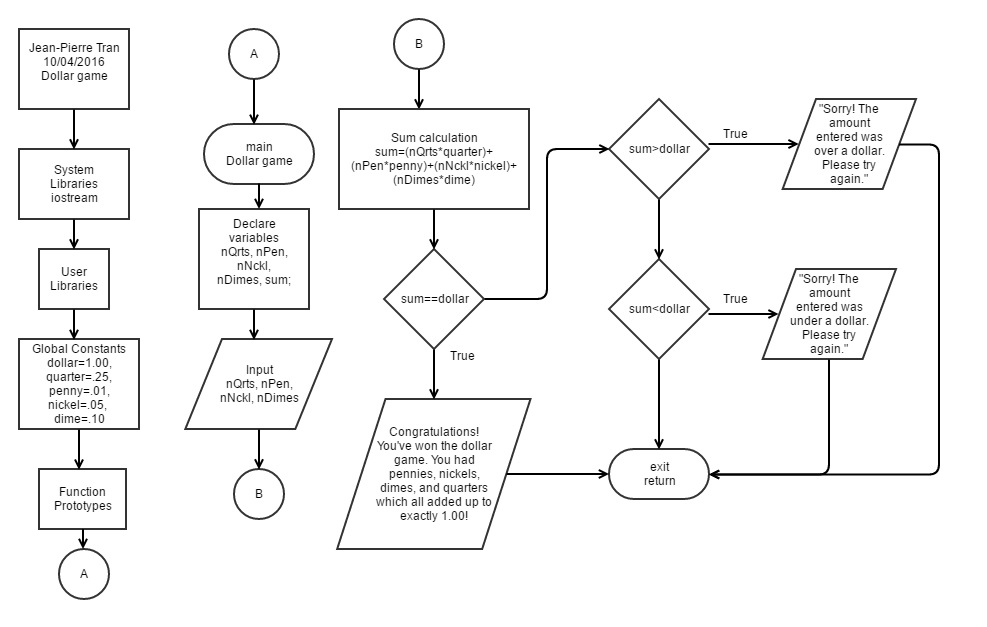 Jean-Pierre Tran
10/04/2016
Dollar game
System
Libraries
iostream
User
Libraries
Global Constants
dollar=1.00,
quarter=.25,
penny=.01,
nickel=.05,
dime=.10
Function
Prototypes
A
A
main
Dollar game
Declare
variables
nQrts, nPen,
nNckl,
nDimes, sum;
Input
nQrts, nPen,
nNckl, nDimes
B
B
Sum calculation
sum=(nQrts*quarter)+
(nPen*penny)+(nNckl*nickel)+
(nDimes*dime)
sum==dollar
True
Congratulations!
You've won the dollar
game. You had
pennies, nickels,
dimes, and quarters
which all added up to
exactly 1.00!
sum>dollar
True
"Sorry! The
amount
entered was
over a dollar.
Please try
again."
sum<dollar
True
"Sorry! The
amount
entered was
under a dollar.
Please try
again."
exit
return